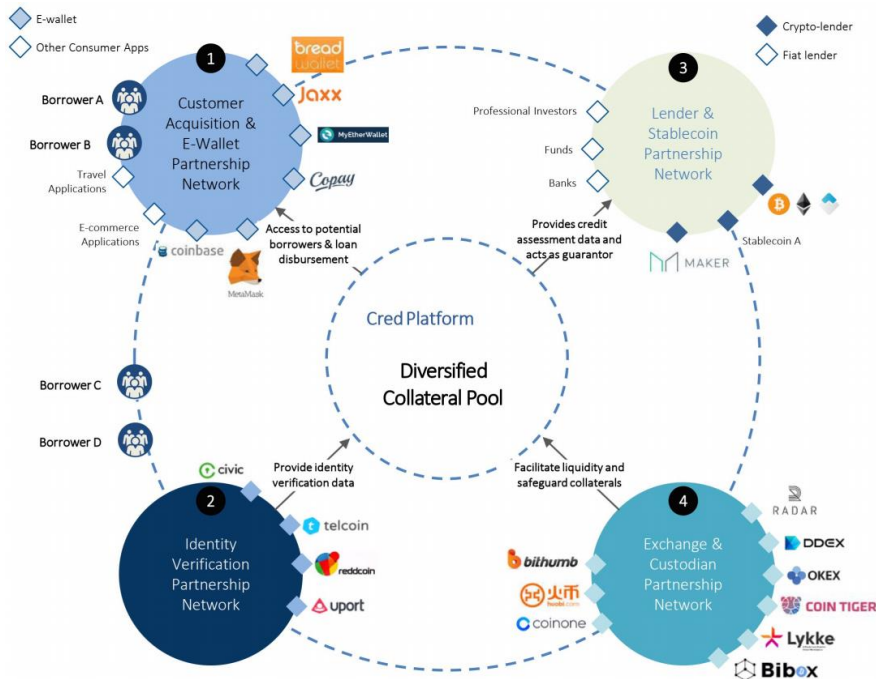 E-wallet
Other Consumer Apps
Crypto-lender
Fiat lender
1
Customer
Acquisition &
E-Wallet
Partnership
Network
Borrower A
Borrower B
Travel
Applications
E-commerce
Applications
bread
wallet
Jaxx
MyEtherWallet
Copay
coinbase
METAMASK
Access to potential
borrowers & loan
disbursement
3
Lender &
Stablecoin
Partnership
Network
Professional Investors
Funds
Banks
Stablecoin A
MAKER
Provides credit
assessment data and
acts as guarantor
Cred Platform
Diversified
Collateral Pool
Borrower C
Borrower D
Provide identity
verification data
Facilitate liquidity and
safeguard collaterals
2
Identity
Verification
Partnership
Network
civic
telcoin
reddcoin
uport
4
Exchange &
Custodian
Partnership
Network
bithumb
火币
huobi.com
coinone
RADAR
DDEX
OKEX
COIN TIGER
Lykke
Bibox